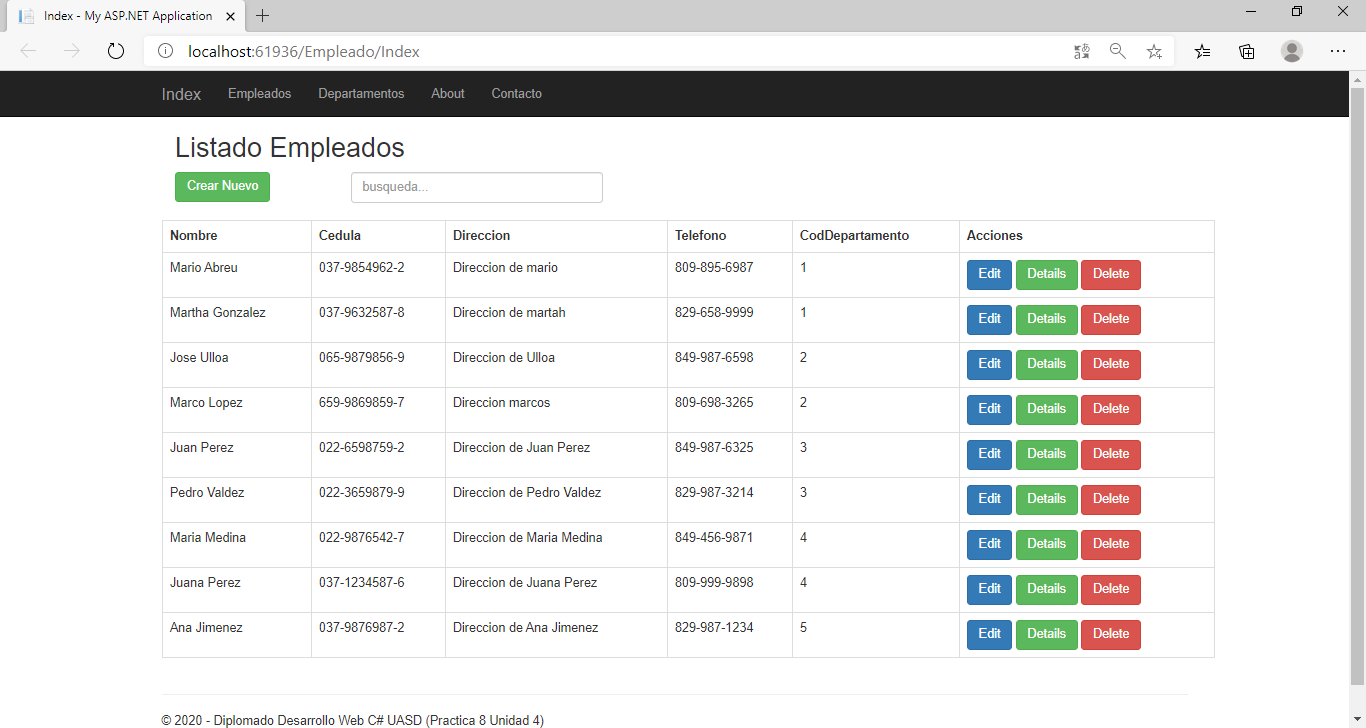 Index - My ASP.NET Application
localhost:61936/Empleado/Index
Index Empleados Departamentos About Contacto
Listado Empleados
Crear Nuevo busqueda...
Nombre Cedula Direccion Telefono CodDepartamento Acciones
Mario Abreu 037-9854962-2 Direccion de mario 809-895-6987 1 Edit Details Delete
Martha Gonzalez 037-9632587-8 Direccion de martah 829-658-9999 1 Edit Details Delete
Jose Ulloa 065-9879856-9 Direccion de Ulloa 849-987-6598 2 Edit Details Delete
Marco Lopez 659-9869859-7 Direccion marcos 809-698-3265 2 Edit Details Delete
Juan Perez 022-6598759-2 Direccion de Juan Perez 849-987-6325 3 Edit Details Delete
Pedro Valdez 022-3659879-9 Direccion de Pedro Valdez 829-987-3214 3 Edit Details Delete
Maria Medina 022-9876542-7 Direccion de Maria Medina 849-456-9871 4 Edit Details Delete
Juana Perez 037-1234587-6 Direccion de Juana Perez 809-999-9898 4 Edit Details Delete
Ana Jimenez 037-9876987-2 Direccion de Ana Jimenez 829-987-1234 5 Edit Details Delete
© 2020 - Diplomado Desarrollo Web C# UASD (Practica 8 Unidad 4)